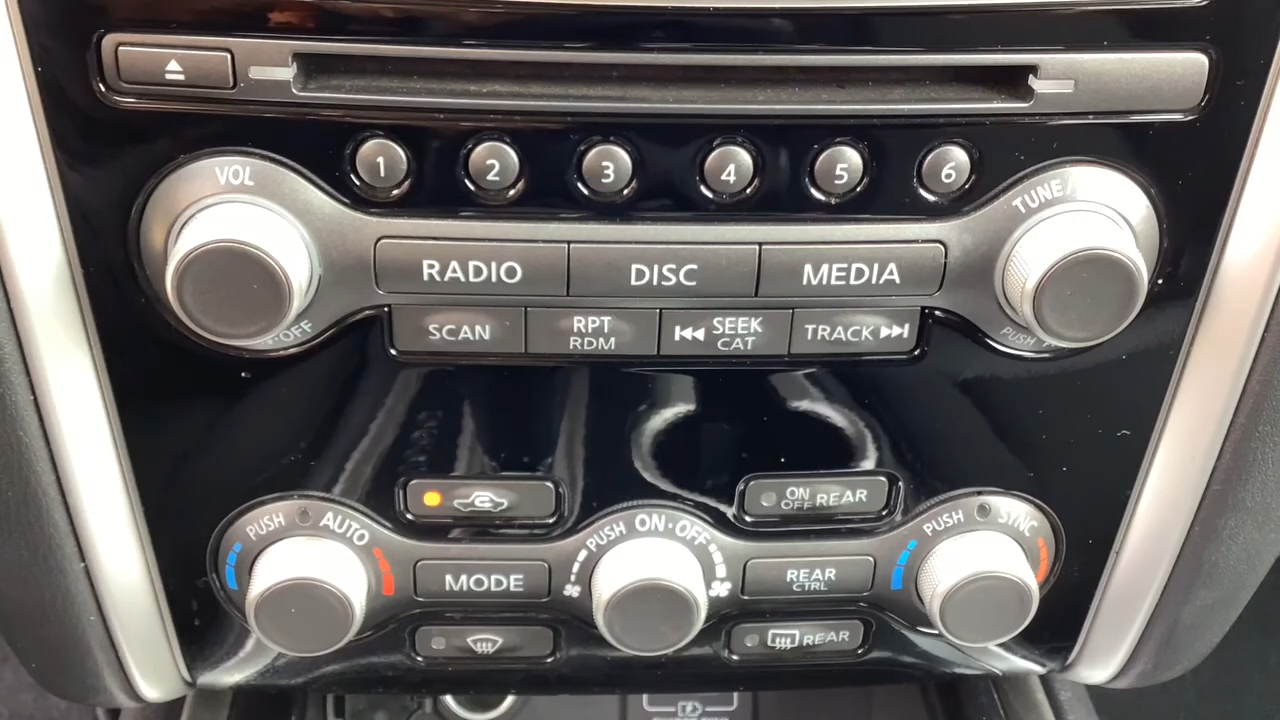 1 2 3 4 5 6
VOL
TUNE
RADIO DISC MEDIA
·OFF
PUSH
SCAN
RPT
RDM
SEEK
CAT
TRACK
ON
OFF REAR
PUSH AUTO
PUSH ON·OFF
PUSH SYNC
MODE
REAR
CTRL
REAR